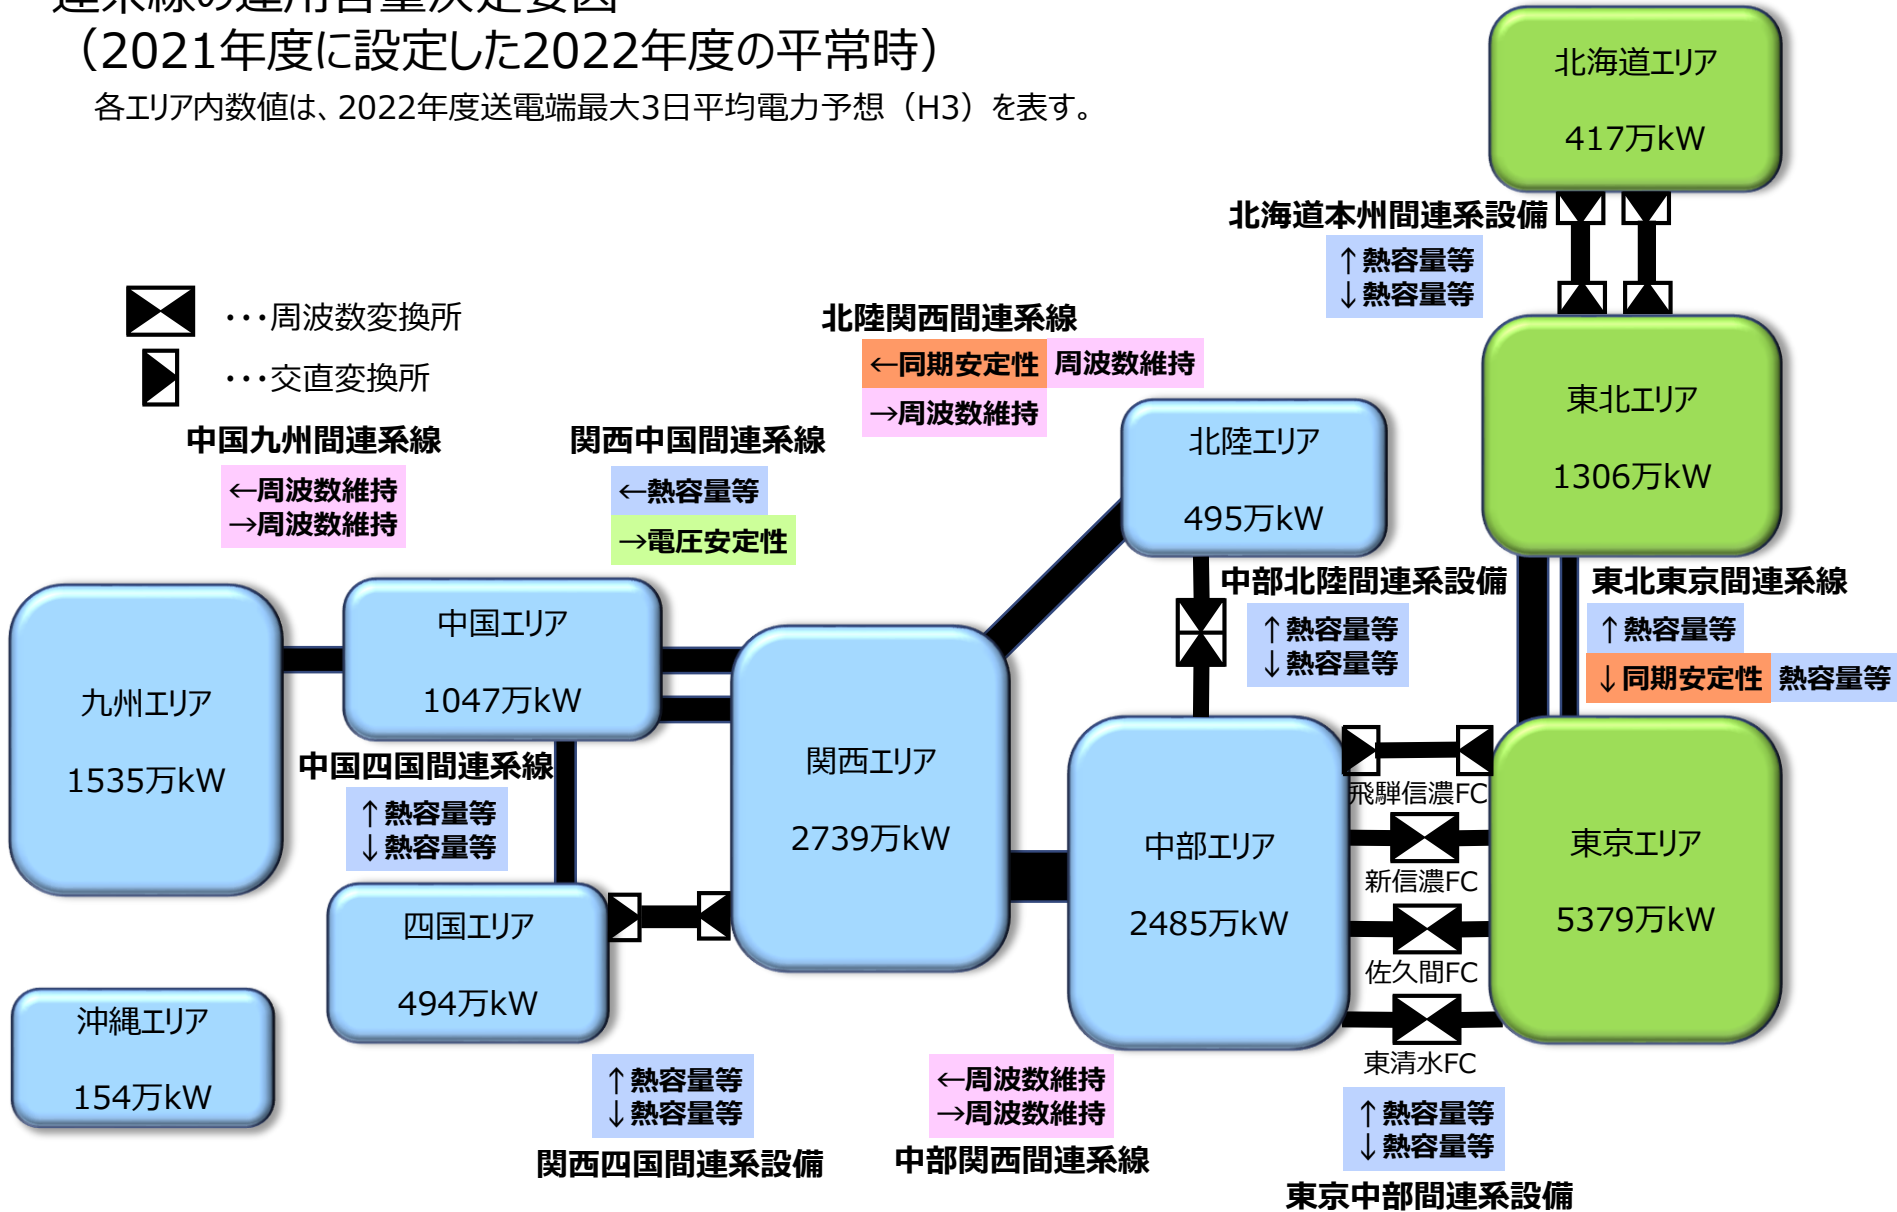 連系線の運用容量決定要因
（2021年度に設定した2022年度の平常時）
各エリア内数値は、2022年度送電端最大3日平均電力予想（H3）を表す。
北海道エリア
417万kW
北海道本州間連系設備
↑熱容量等
↓熱容量等
･･･周波数変換所
･･･交直変換所
北陸関西間連系線
←同期安定性 周波数維持
→周波数維持
東北エリア
1306万kW
中国九州間連系線
←周波数維持
→周波数維持
関西中国間連系線
←熱容量等
→電圧安定性
北陸エリア
495万kW
中部北陸間連系設備
↑熱容量等
↓熱容量等
東北東京間連系線
↑熱容量等
↓同期安定性 熱容量等
九州エリア
1535万kW
中国エリア
1047万kW
中国四国間連系線
↑熱容量等
↓熱容量等
関西エリア
2739万kW
中部エリア
2485万kW
飛騨信濃FC
新信濃FC
佐久間FC
東清水FC
東京エリア
5379万kW
四国エリア
494万kW
沖縄エリア
154万kW
↑熱容量等
↓熱容量等
関西四国間連系設備
←周波数維持
→周波数維持
中部関西間連系線
↑熱容量等
↓熱容量等
東京中部間連系設備